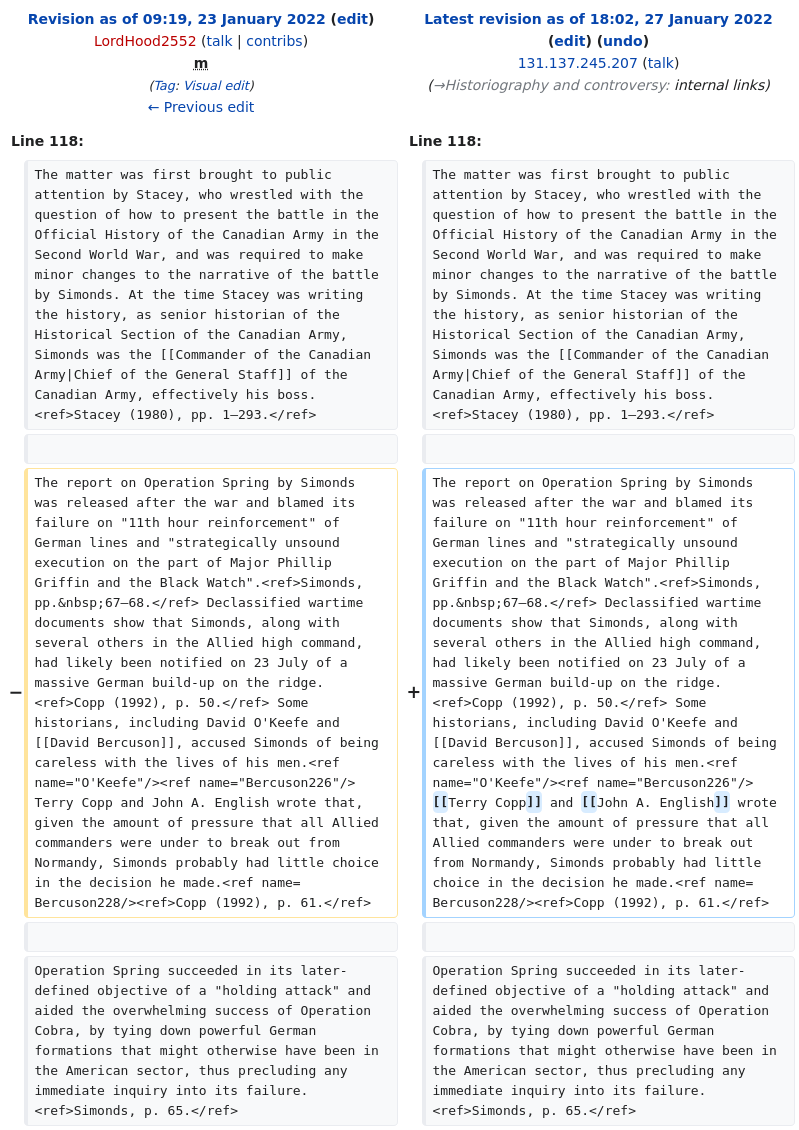 Revision as of 09:19, 23 January 2022 (edit)
LordHood2552 (talk | contribs)
m
(Tag: Visual edit)
← Previous edit
Latest revision as of 18:02, 27 January 2022
(edit) (undo)
131.137.245.207 (talk)
(→Historiography and controversy: internal links)
Line 118:
The matter was first brought to public
attention by Stacey, who wrestled with the
question of how to present the battle in the
Official History of the Canadian Army in the
Second World War, and was required to make
minor changes to the narrative of the battle
by Simonds. At the time Stacey was writing
the history, as senior historian of the
Historical Section of the Canadian Army,
Simonds was the [[Commander of the Canadian
Army|Chief of the General Staff]] of the
Canadian Army, effectively his boss.
<ref>Stacey (1980), pp. 1–293.</ref>
−
The report on Operation Spring by Simonds
was released after the war and blamed its
failure on "11th hour reinforcement" of
German lines and "strategically unsound
execution on the part of Major Phillip
Griffin and the Black Watch".<ref>Simonds,
pp.&nbsp;67–68.</ref> Declassified wartime
documents show that Simonds, along with
several others in the Allied high command,
had likely been notified on 23 July of a
massive German build-up on the ridge.
<ref>Copp (1992), p. 50.</ref> Some
historians, including David O'Keefe and
[[David Bercuson]], accused Simonds of being
careless with the lives of his men.<ref
name="O'Keefe"/><ref name="Bercuson226"/>
Terry Copp and John A. English wrote that,
given the amount of pressure that all Allied
commanders were under to break out from
Normandy, Simonds probably had little choice
in the decision he made.<ref name=
Bercuson228/><ref>Copp (1992), p. 61.</ref>
Operation Spring succeeded in its later-
defined objective of a "holding attack" and
aided the overwhelming success of Operation
Cobra, by tying down powerful German
formations that might otherwise have been in
the American sector, thus precluding any
immediate inquiry into its failure.
<ref>Simonds, p. 65.</ref>
Line 118:
The matter was first brought to public
attention by Stacey, who wrestled with the
question of how to present the battle in the
Official History of the Canadian Army in the
Second World War, and was required to make
minor changes to the narrative of the battle
by Simonds. At the time Stacey was writing
the history, as senior historian of the
Historical Section of the Canadian Army,
Simonds was the [[Commander of the Canadian
Army|Chief of the General Staff]] of the
Canadian Army, effectively his boss.
<ref>Stacey (1980), pp. 1–293.</ref>
+
The report on Operation Spring by Simonds
was released after the war and blamed its
failure on "11th hour reinforcement" of
German lines and "strategically unsound
execution on the part of Major Phillip
Griffin and the Black Watch".<ref>Simonds,
pp.&nbsp;67–68.</ref> Declassified wartime
documents show that Simonds, along with
several others in the Allied high command,
had likely been notified on 23 July of a
massive German build-up on the ridge.
<ref>Copp (1992), p. 50.</ref> Some
historians, including David O'Keefe and
[[David Bercuson]], accused Simonds of being
careless with the lives of his men.<ref
name="O'Keefe"/><ref name="Bercuson226"/>
[[Terry Copp]] and [[John A. English]] wrote
that, given the amount of pressure that all
Allied commanders were under to break out
from Normandy, Simonds probably had little
choice in the decision he made.<ref name=
Bercuson228/><ref>Copp (1992), p. 61.</ref>
Operation Spring succeeded in its later-
defined objective of a "holding attack" and
aided the overwhelming success of Operation
Cobra, by tying down powerful German
formations that might otherwise have been in
the American sector, thus precluding any
immediate inquiry into its failure.
<ref>Simonds, p. 65.</ref>